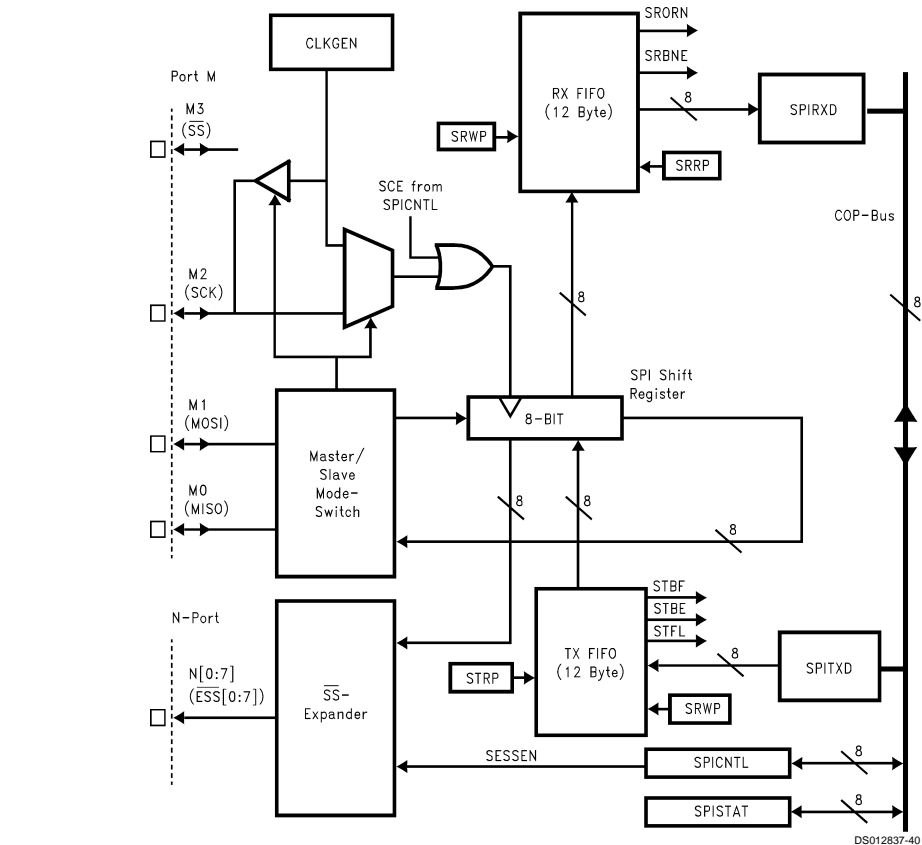 CLKGEN
Port M
M3
(SS)
SCE from
SPICNTL
M2
(SCK)
M1
(MOSI)
M0
(MISO)
Master/
Slave
Mode-
Switch
N-Port
N[0:7]
(ESS[0:7])
SS-
Expander
SRORN
SRBNE
RX FIFO
(12 Byte)
8
SPIRXD
SRWP
SRRP
COP-Bus
8
8
SPI Shift
Register
8-BIT
8
8
8
STBF
STBE
STFL
TX FIFO
(12 Byte)
8
SPITXD
STRP
SRWP
SESSEN
SPICNTL
8
SPISTAT
8
DS012837-40